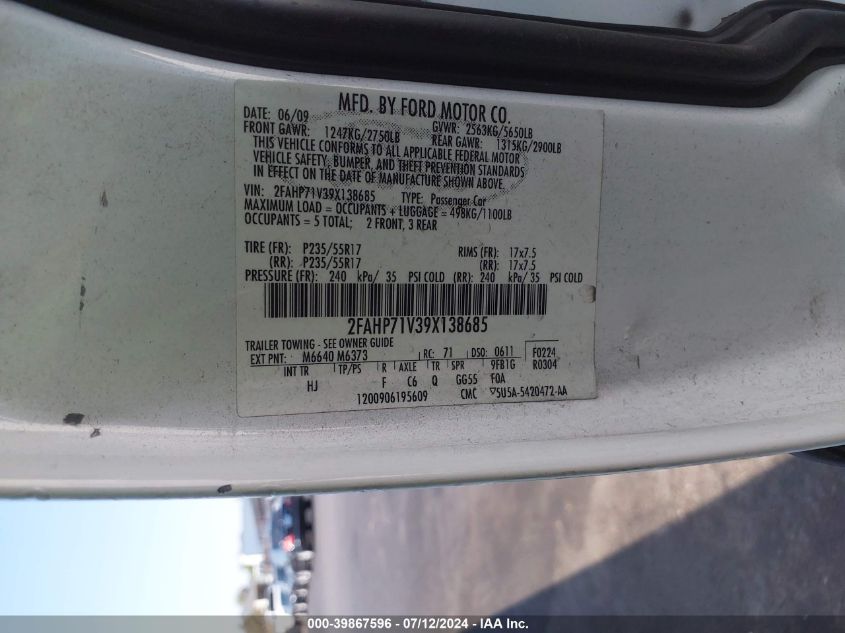 MFD. BY FORD MOTOR CO.
DATE: 06/09 GVWR: 2563KG/5650LB
FRONT GAWR: 1247KG/2750LB REAR GAWR: 1315KG/2900LB
THIS VEHICLE CONFORMS TO ALL APPLICABLE FEDERAL MOTOR
VEHICLE SAFETY, BUMPER, AND THEFT PREVENTION STANDARDS
IN EFFECT ON THE DATE OF MANUFACTURE SHOWN ABOVE.
VIN: 2FAHP71V39X138685 TYPE: Passenger Car
MAXIMUM LOAD = OCCUPANTS + LUGGAGE = 498KG/1100LB
OCCUPANTS = 5 TOTAL; 2 FRONT, 3 REAR
TIRE (FR): P235/55R17 RIMS (FR): 17x7.5
(RR): P235/55R17 (RR): 17x7.5
PRESSURE (FR): 240 kPa/ 35 PSI COLD (RR): 240 kPa/ 35 PSI COLD
2FAHP71V39X138685
TRAILER TOWING - SEE OWNER GUIDE
EXT PNT: M6640 M6373 RC: 71 DSO: 0611 F0224
INT TR TP/PS R AXLE TR SPR 9FB1G R0304
HJ F C6 Q GG55 FOA
1200906195609 CMC 5U5A-5420472-AA
000-39867596 - 07/12/2024 - IAA Inc.